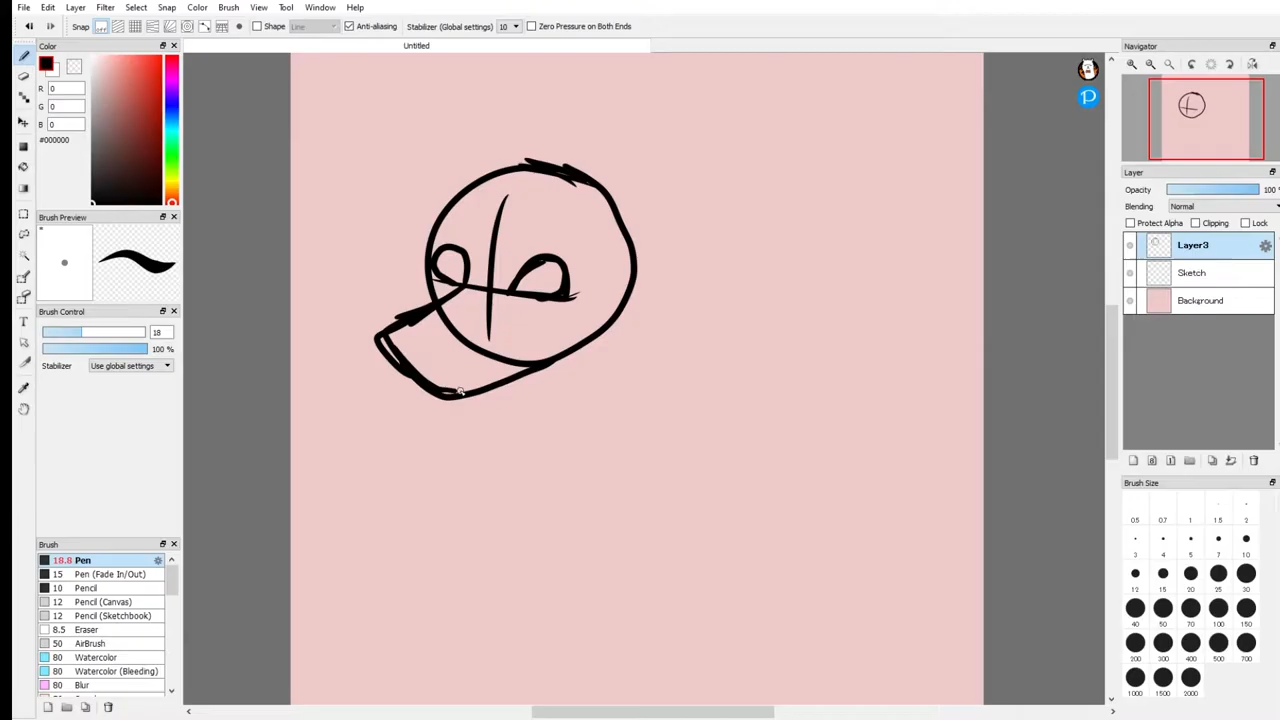 File Edit Layer Filter Select Snap Color Brush View Tool Window Help
Snap OFF Shape Line Anti-aliasing Stabilizer (Global settings) 10 Zero Pressure on Both Ends
Color
Untitled
Navigator
R 0
G 0
B 0
#000000
Layer
Opacity 100 %
Blending Normal
Protect Alpha Clipping Lock
Layer3
Sketch
Background
Brush Preview
Brush Control
18
100 %
Stabilizer Use global settings
Brush Size
0.5 0.7 1 1.5 2
3 4 5 7 10
12 15 20 25 30
40 50 70 100 150
200 300 400 500 700
1000 1500 2000
Brush
18.8 Pen
15 Pen (Fade In/Out)
10 Pencil
12 Pencil (Canvas)
12 Pencil (Sketchbook)
8.5 Eraser
50 AirBrush
80 Watercolor
80 Watercolor (Bleeding)
80 Blur